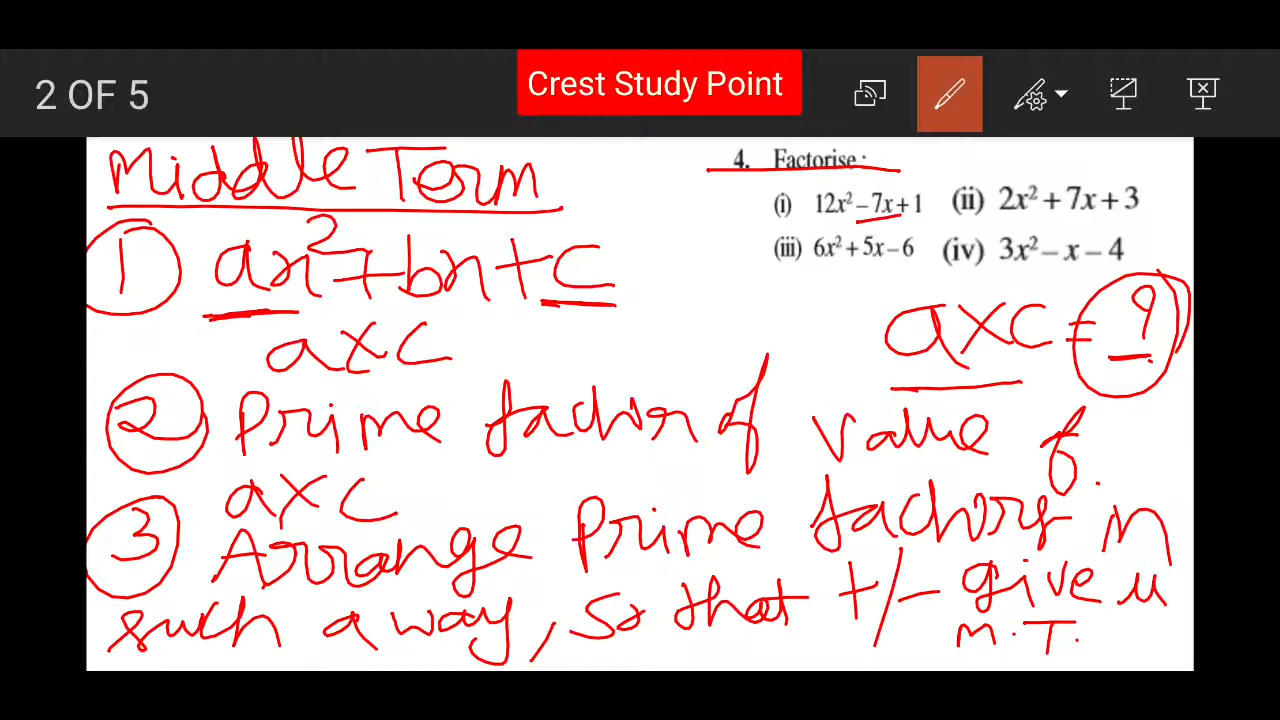 2 OF 5
Crest Study Point
Middle Term
4. Factorise :
(i) 12x² – 7x + 1 (ii) 2x² + 7x + 3
(iii) 6x² + 5x – 6 (iv) 3x² – x – 4
① ax²+bx+c
a×c
a×c = ?
② Prime factor of value of
a×c
③ Arrange Prime factors in
such a way, so that +/- give u
M.T.